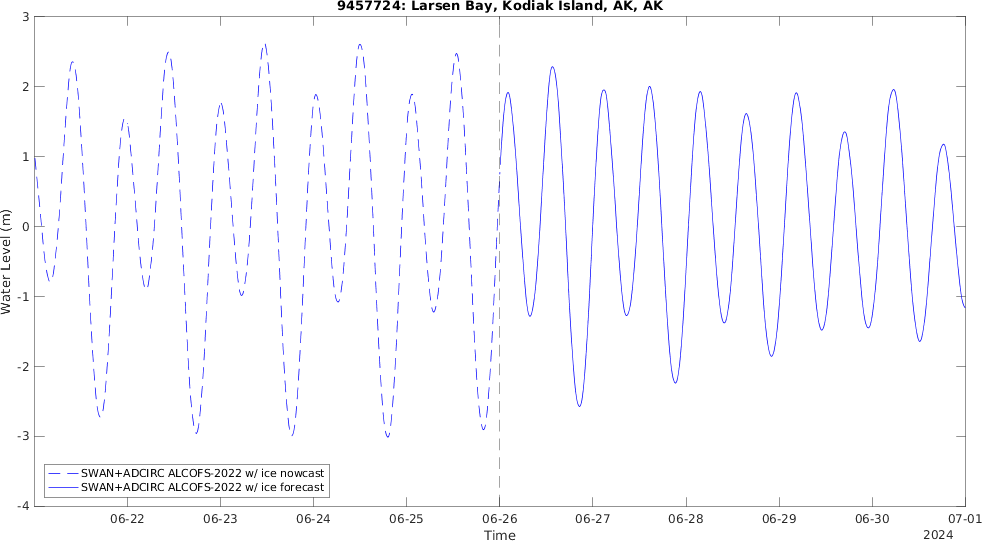 9457724: Larsen Bay, Kodiak Island, AK, AK
3
2
1
0
-1
-2
-3
-4
Water Level (m)
SWAN+ADCIRC ALCOFS-2022 w/ ice nowcast
SWAN+ADCIRC ALCOFS-2022 w/ ice forecast
06-22 06-23 06-24 06-25 06-26 06-27 06-28 06-29 06-30 07-01
Time
2024